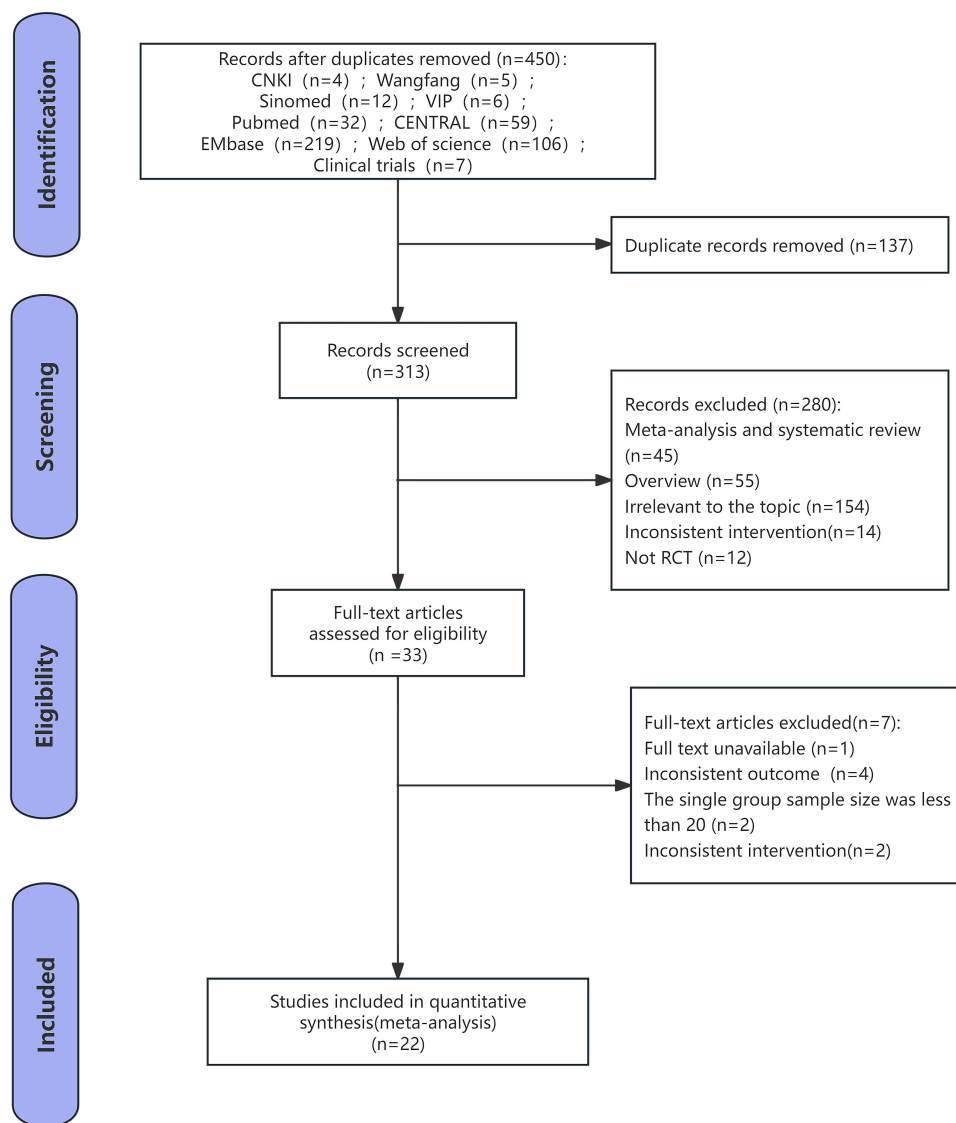 Identification
Records after duplicates removed (n=450):
CNKI（n=4）; Wangfang（n=5）;
Sinomed（n=12）; VIP（n=6）;
Pubmed（n=32）; CENTRAL（n=59）;
EMbase（n=219）; Web of science（n=106）;
Clinical trials（n=7）
Duplicate records removed (n=137)
Screening
Records screened
(n=313)
Records excluded (n=280):
Meta-analysis and systematic review
(n=45)
Overview (n=55)
Irrelevant to the topic (n=154)
Inconsistent intervention(n=14)
Not RCT (n=12)
Eligibility
Full-text articles
assessed for eligibility
(n =33)
Full-text articles excluded(n=7):
Full text unavailable (n=1)
Inconsistent outcome (n=4)
The single group sample size was less
than 20 (n=2)
Inconsistent intervention(n=2)
Included
Studies included in quantitative
synthesis(meta-analysis)
(n=22)